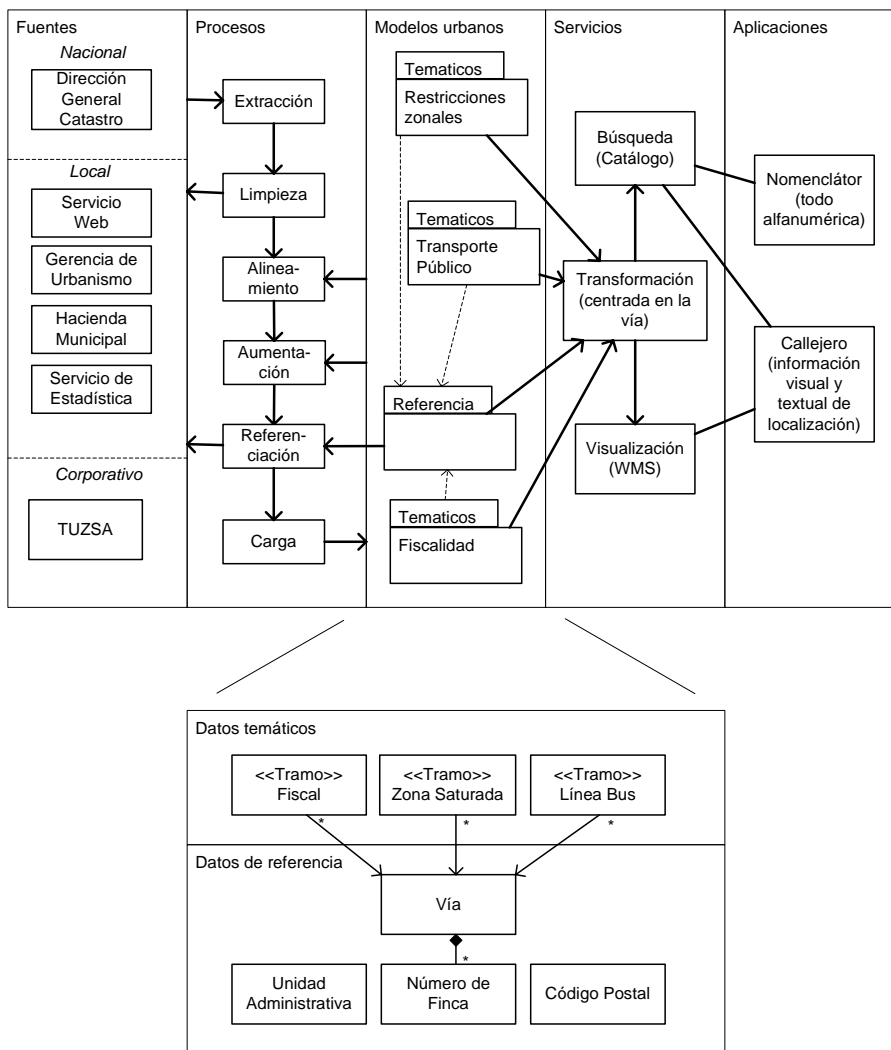 Fuentes
Nacional
Dirección
General
Catastro
Local
Servicio
Web
Gerencia de
Urbanismo
Hacienda
Municipal
Servicio de
Estadística
Corporativo
TUZSA
Procesos
Extracción
Limpieza
Alinea-
miento
Aumenta-
ción
Referen-
ciación
Carga
Modelos urbanos
Tematicos
Restricciones
zonales
Tematicos
Transporte
Público
Referencia
Tematicos
Fiscalidad
Servicios
Búsqueda
(Catálogo)
Transformación
(centrada en la
vía)
Visualización
(WMS)
Aplicaciones
Nomenclátor
(todo
alfanumérica)
Callejero
(información
visual y
textual de
localización)
Datos temáticos
<<Tramo>>
Fiscal
<<Tramo>>
Zona Saturada
<<Tramo>>
Línea Bus
*
*
*
Datos de referencia
Vía
*
Unidad
Administrativa
Número de
Finca
Código Postal